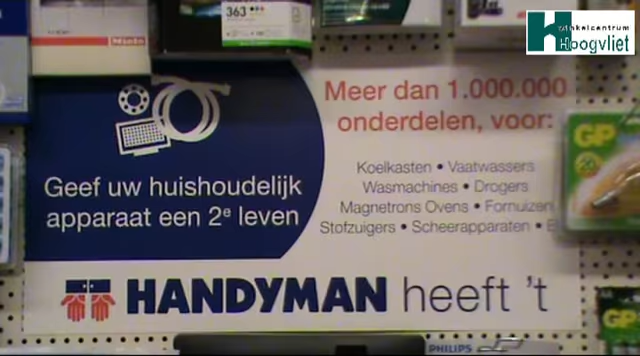 winkelcentrum
Hoogvliet
Miele
363
GP
Meer dan 1.000.000
onderdelen, voor:
Geef uw huishoudelijk
apparaat een 2e leven
Koelkasten • Vaatwassers
Wasmachines • Drogers
Magnetrons Ovens • Fornuizen
Stofzuigers • Scheerapparaten •
HANDYMAN heeft 't
GP
PHILIPS